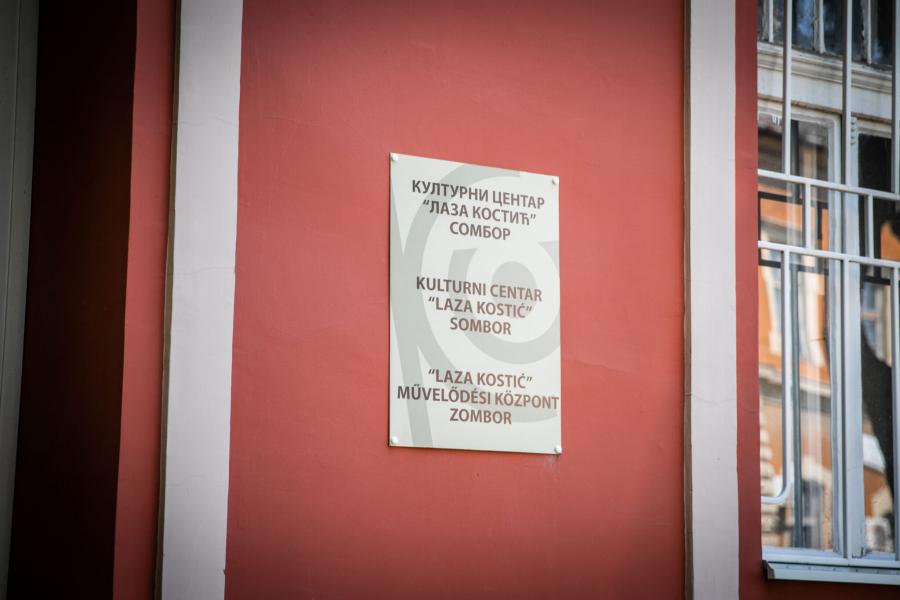 КУЛТУРНИ ЦЕНТАР
“ЛАЗА КОСТИЋ”
СОМБОР
KULTURNI CENTAR
“LAZA KOSTIĆ”
SOMBOR
“LAZA KOSTIĆ”
MŰVELŐDÉSI KÖZPONT
ZOMBOR